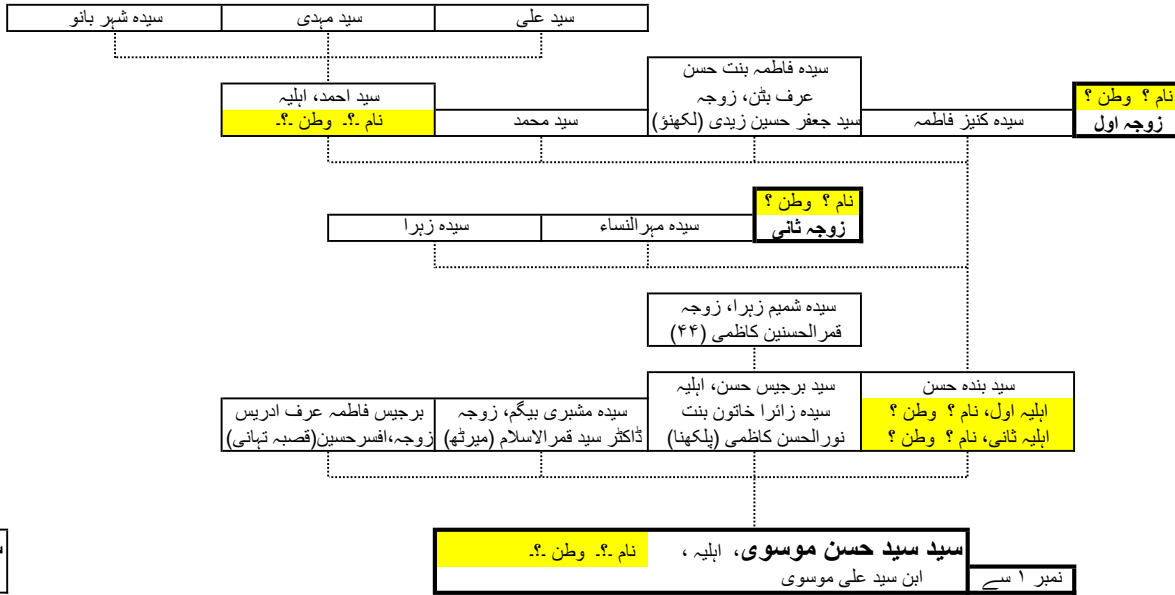 سید علی
سید مہدی
سیدہ شہر بانو
نام ؟ وطن ؟
زوجہ اول
سیدہ کنیز فاطمہ
سیدہ فاطمہ بنت حسن
عرف بٹن، زوجہ
سید جعفر حسین زیدی (لکھنؤ)
سید محمد
سید احمد، اہلیہ
نام ـ؟ـ وطن ـ؟ـ
نام ؟ وطن ؟
زوجہ ثانی
سیدہ مہرالنساء
سیدہ زہرا
سیدہ شمیم زہرا، زوجہ
قمرالحسنین کاظمی (۴۴)
سید بندہ حسن
اہلیہ اول، نام ؟ وطن ؟
اہلیہ ثانی، نام ؟ وطن ؟
سید برجیس حسن، اہلیہ
سیدہ زائرا خاتون بنت
نورالحسن کاظمی (پلکھنا)
سیدہ مشبری بیگم، زوجہ
ڈاکٹر سید قمرالاسلام (میرٹھ)
برجیس فاطمہ عرف ادریس
زوجہ،افسرحسین(قصبہ تہانی)
سید سید حسن موسوی، اہلیہ ، نام ـ؟ـ وطن ـ؟ـ
نمبر ۱ سے
ابن سید علی موسوی